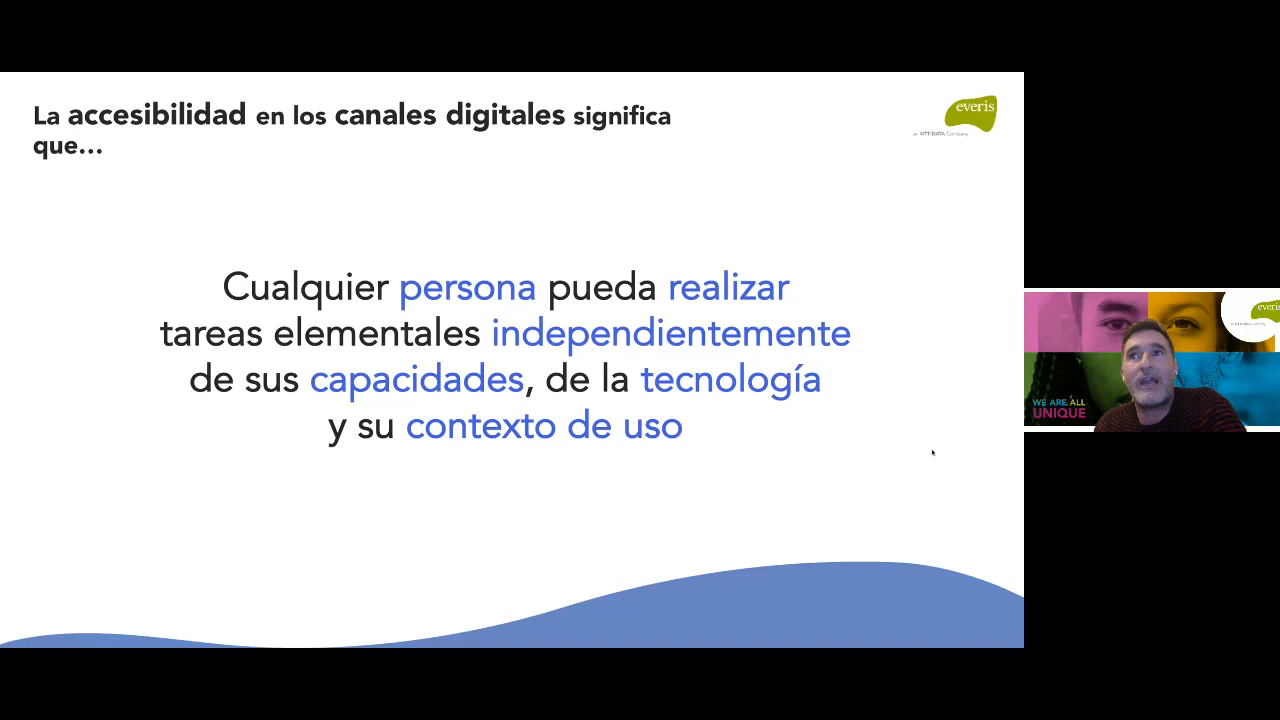 La accesibilidad en los canales digitales significa
que...
everis
an NTT DATA Company
Cualquier persona pueda realizar
tareas elementales independientemente
de sus capacidades, de la tecnología
y su contexto de uso
everis
WE ARE ALL
UNIQUE